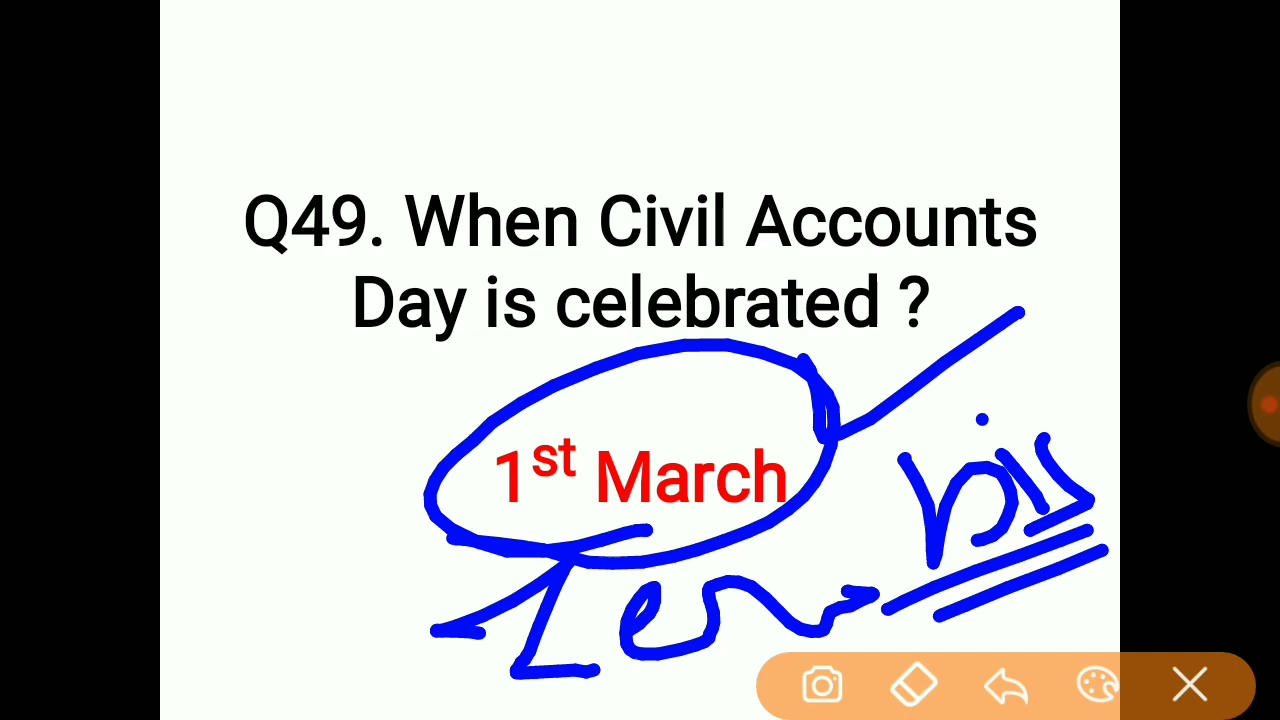 Q49. When Civil Accounts
Day is celebrated ?
1st March